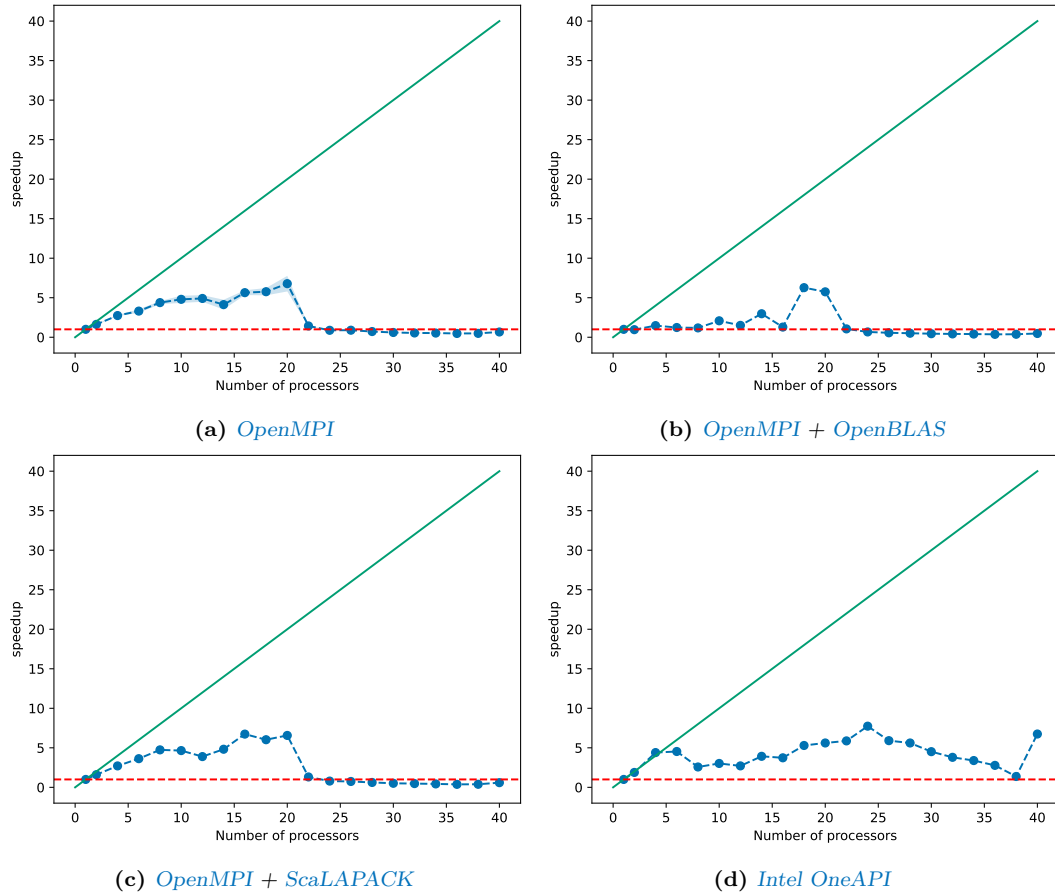 40
35
30
25
20
15
10
5
0
speedup
0 5 10 15 20 25 30 35 40
Number of processors
(a) OpenMPI
40
35
30
25
20
15
10
5
0
speedup
0 5 10 15 20 25 30 35 40
Number of processors
(b) OpenMPI + OpenBLAS
40
35
30
25
20
15
10
5
0
speedup
0 5 10 15 20 25 30 35 40
Number of processors
(c) OpenMPI + ScaLAPACK
40
35
30
25
20
15
10
5
0
speedup
0 5 10 15 20 25 30 35 40
Number of processors
(d) Intel OneAPI